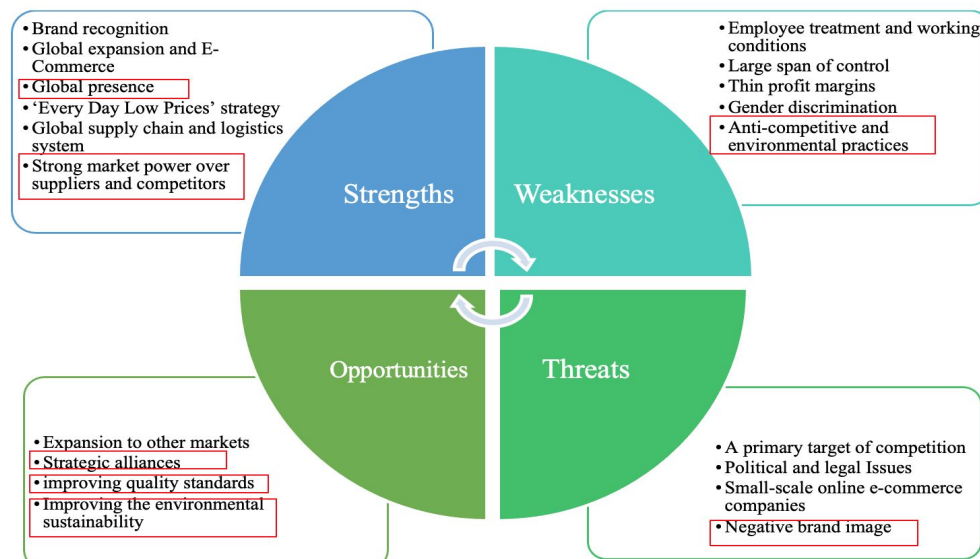 • Brand recognition
• Global expansion and E-
Commerce
• Global presence
• ‘Every Day Low Prices’ strategy
• Global supply chain and logistics
system
• Strong market power over
suppliers and competitors
Strengths
• Employee treatment and working
conditions
• Large span of control
• Thin profit margins
• Gender discrimination
• Anti-competitive and
environmental practices
Weaknesses
Opportunities
• Expansion to other markets
• Strategic alliances
• improving quality standards
• Improving the environmental
sustainability
Threats
• A primary target of competition
• Political and legal Issues
• Small-scale online e-commerce
companies
• Negative brand image